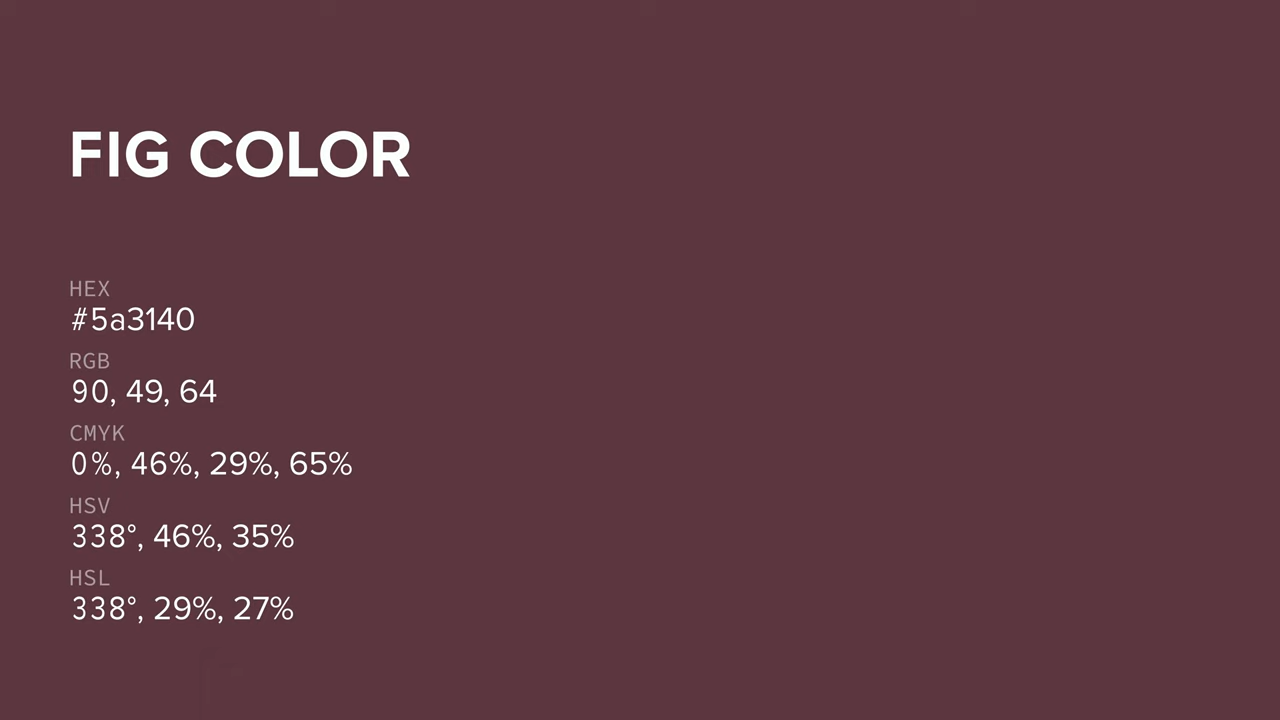 FIG COLOR
HEX
#5a3140
RGB
90, 49, 64
CMYK
0%, 46%, 29%, 65%
HSV
338°, 46%, 35%
HSL
338°, 29%, 27%